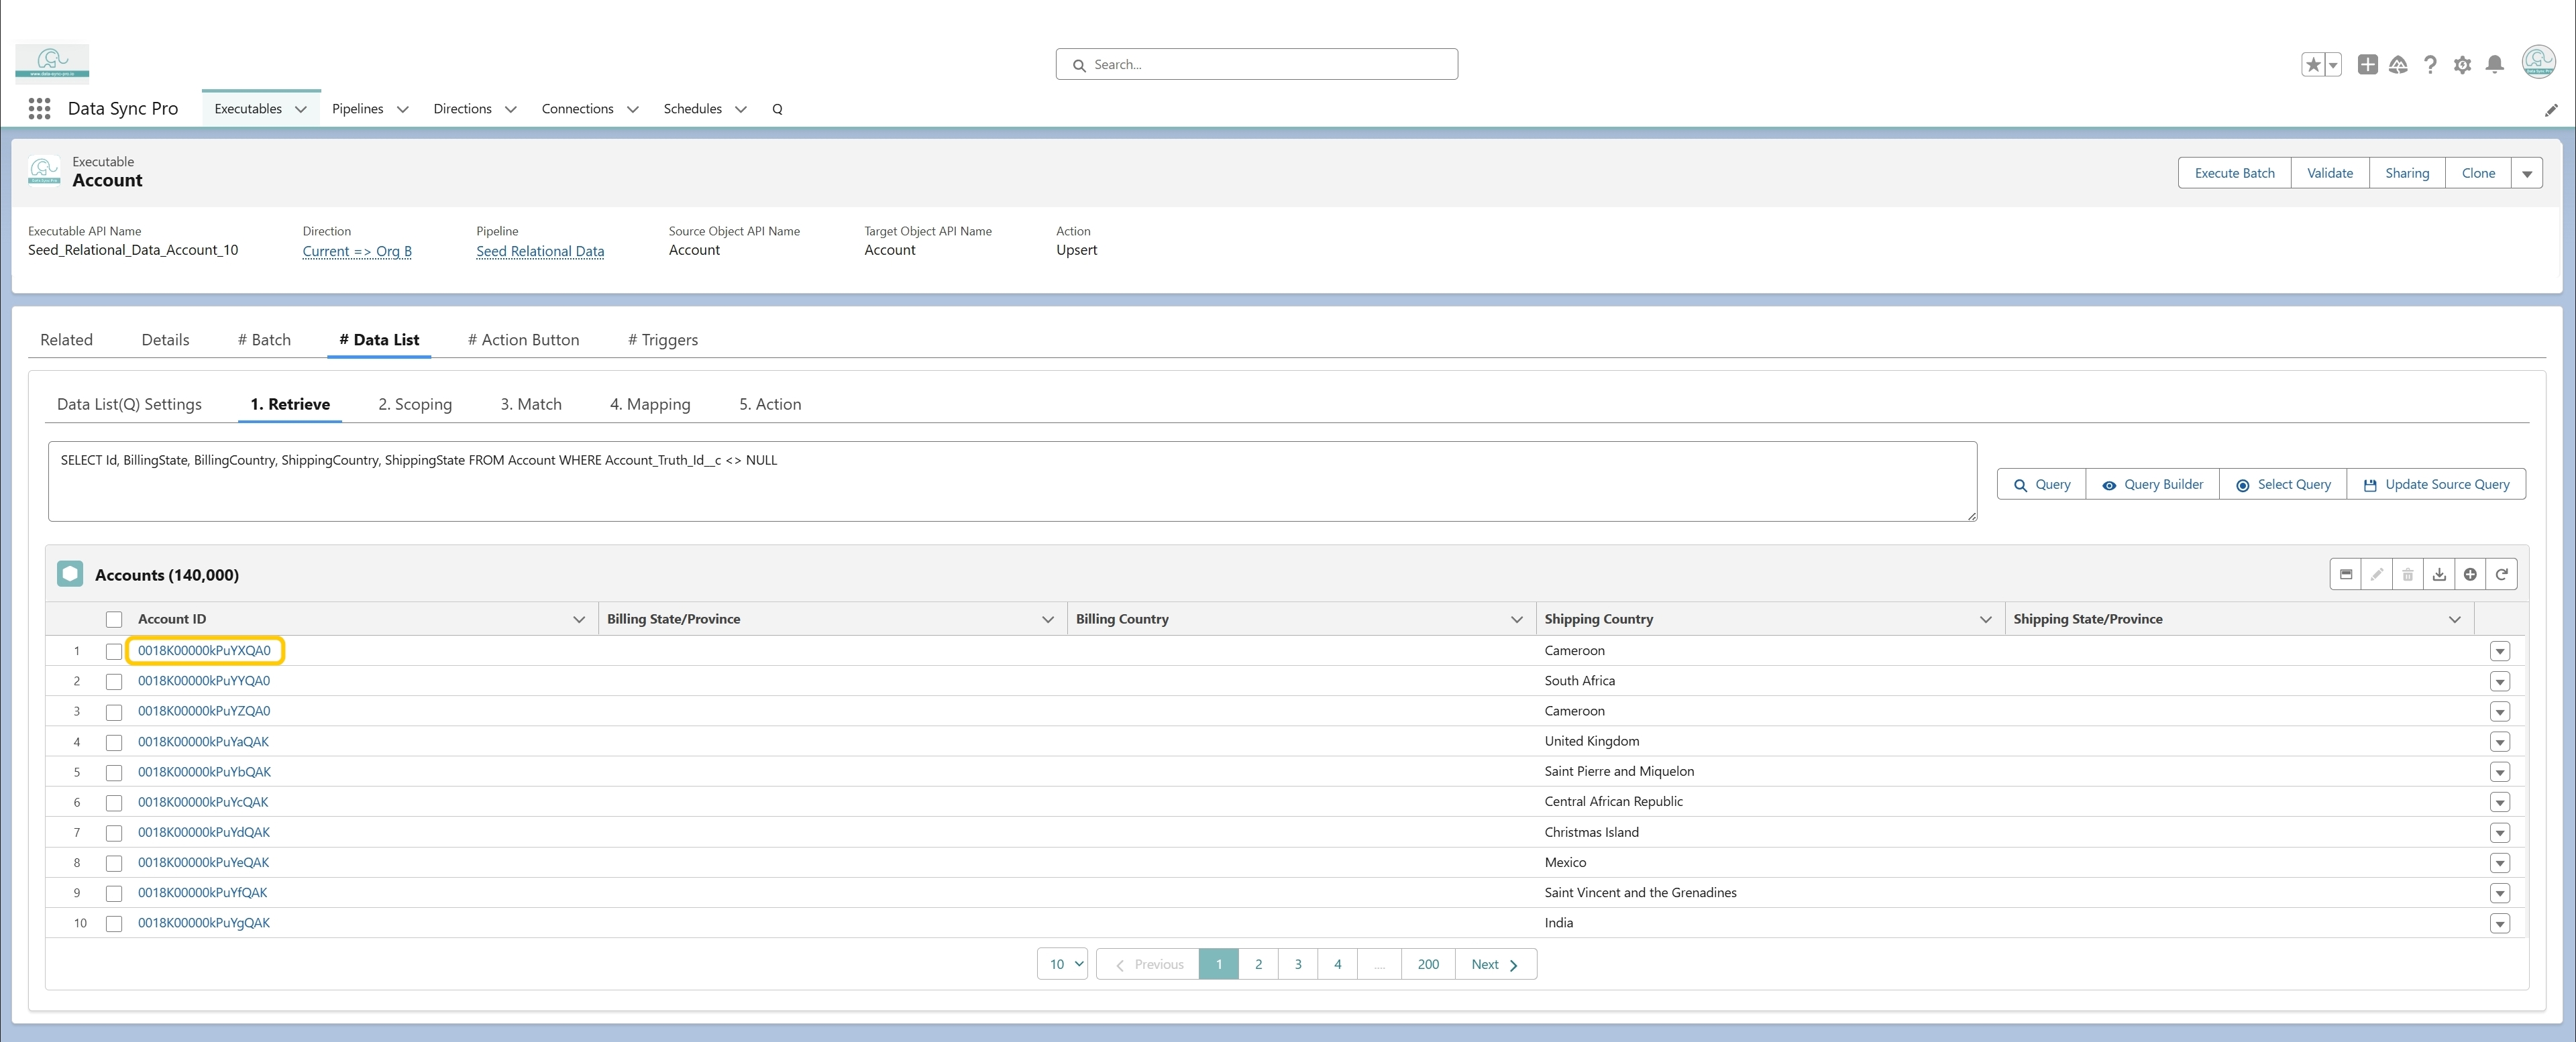 www.data-sync-pro.io
Search...
Data Sync Pro
Executables
Pipelines
Directions
Connections
Schedules
Q
Executable
Account
Execute Batch
Validate
Sharing
Clone
Executable API Name
Direction
Pipeline
Source Object API Name
Target Object API Name
Action
Seed_Relational_Data_Account_10
Current => Org B
Seed Relational Data
Account
Account
Upsert
Related
Details
# Batch
# Data List
# Action Button
# Triggers
Data List(Q) Settings
1. Retrieve
2. Scoping
3. Match
4. Mapping
5. Action
SELECT Id, BillingState, BillingCountry, ShippingCountry, ShippingState FROM Account WHERE Account_Truth_Id__c <> NULL
Query
Query Builder
Select Query
Update Source Query
Accounts (140,000)
Account ID
Billing State/Province
Billing Country
Shipping Country
Shipping State/Province
1 0018K00000kPuYXQA0 Cameroon
2 0018K00000kPuYYQA0 South Africa
3 0018K00000kPuYZQA0 Cameroon
4 0018K00000kPuYaQAK United Kingdom
5 0018K00000kPuYbQAK Saint Pierre and Miquelon
6 0018K00000kPuYcQAK Central African Republic
7 0018K00000kPuYdQAK Christmas Island
8 0018K00000kPuYeQAK Mexico
9 0018K00000kPuYfQAK Saint Vincent and the Grenadines
10 0018K00000kPuYgQAK India
10
Previous
1
2
3
4
....
200
Next